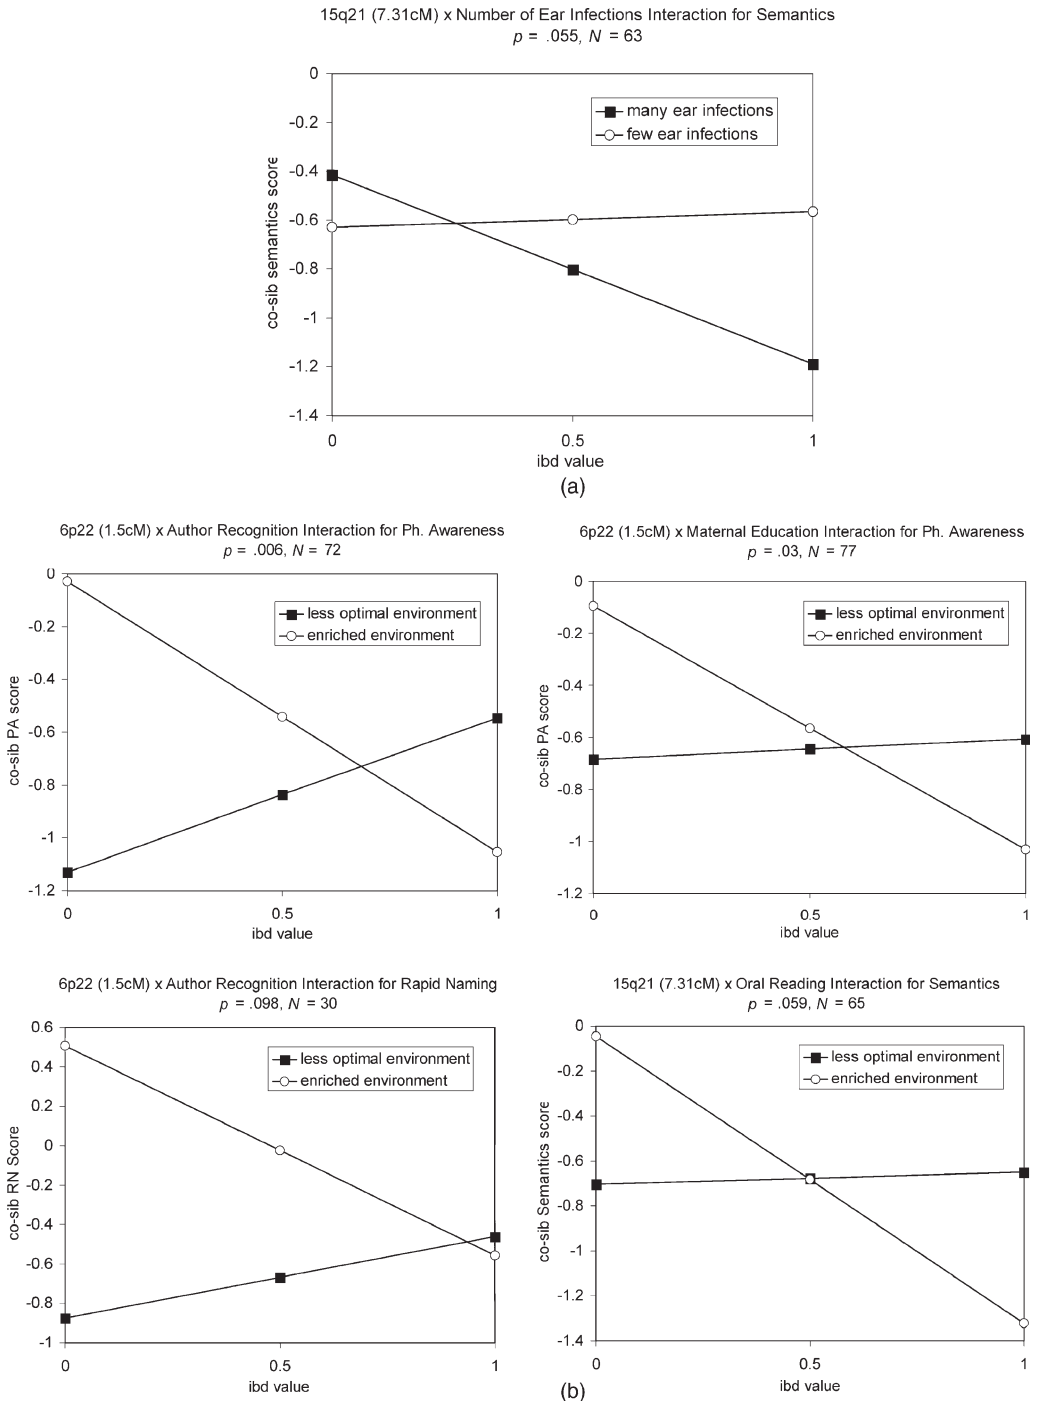 15q21 (7.31cM) x Number of Ear Infections Interaction for Semantics
p = .055, N = 63
0
-0.2
-0.4
-0.6
-0.8
-1
-1.2
-1.4
co-sib semantics score
many ear infections
few ear infections
0 0.5 1
ibd value
(a)
6p22 (1.5cM) x Author Recognition Interaction for Ph. Awareness
p = .006, N = 72
0
-0.2
-0.4
-0.6
-0.8
-1
-1.2
co-sib PA score
less optimal environment
enriched environment
0 0.5 1
ibd value
6p22 (1.5cM) x Maternal Education Interaction for Ph. Awareness
p = .03, N = 77
0
-0.2
-0.4
-0.6
-0.8
-1
-1.2
co-sib PA score
less optimal environment
enriched environment
0 0.5 1
ibd value
6p22 (1.5cM) x Author Recognition Interaction for Rapid Naming
p = .098, N = 30
0.6
0.4
0.2
0
-0.2
-0.4
-0.6
-0.8
-1
co-sib RN Score
less optimal environment
enriched environment
0 0.5 1
ibd value
15q21 (7.31cM) x Oral Reading Interaction for Semantics
p = .059, N = 65
0
-0.2
-0.4
-0.6
-0.8
-1
-1.2
-1.4
co-sib Semantics score
less optimal environment
enriched environment
0 0.5 1
ibd value
(b)